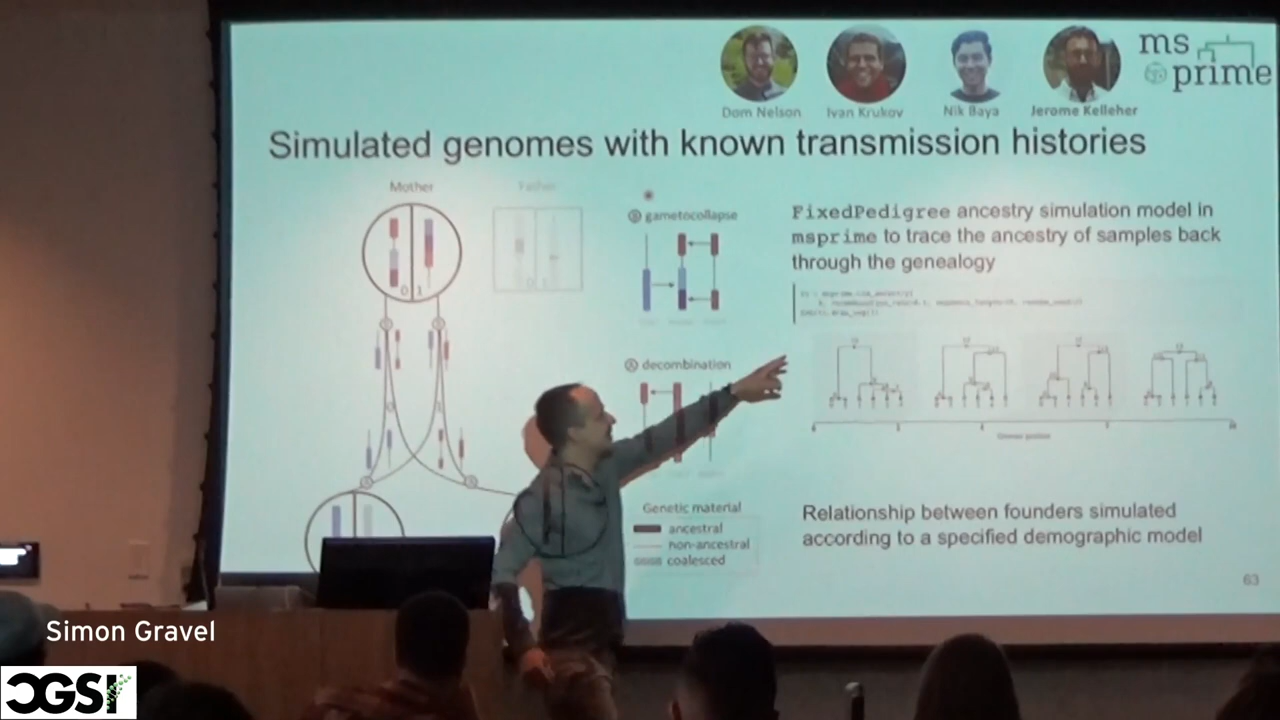 ms
prime
Dom Nelson
Ivan Krukov
Nik Baya
Jerome Kelleher
Simulated genomes with known transmission histories
Mother
Father
gametocollapse
FixedPedigree ancestry simulation model in
msprime to trace the ancestry of samples back
through the genealogy
0 1
decombination
Genetic material
ancestral
non-ancestral
coalesced
Relationship between founders simulated
according to a specified demographic model
63
Simon Gravel
CGSI